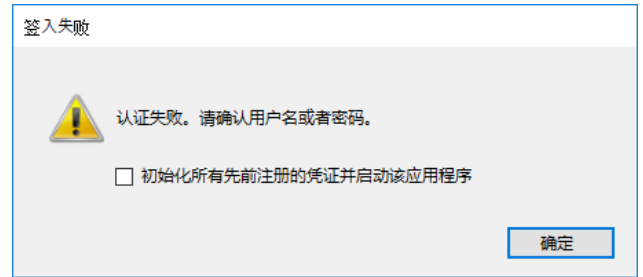 签入失败
认证失败。请确认用户名或者密码。
初始化所有先前注册的凭证并启动该应用程序
确定